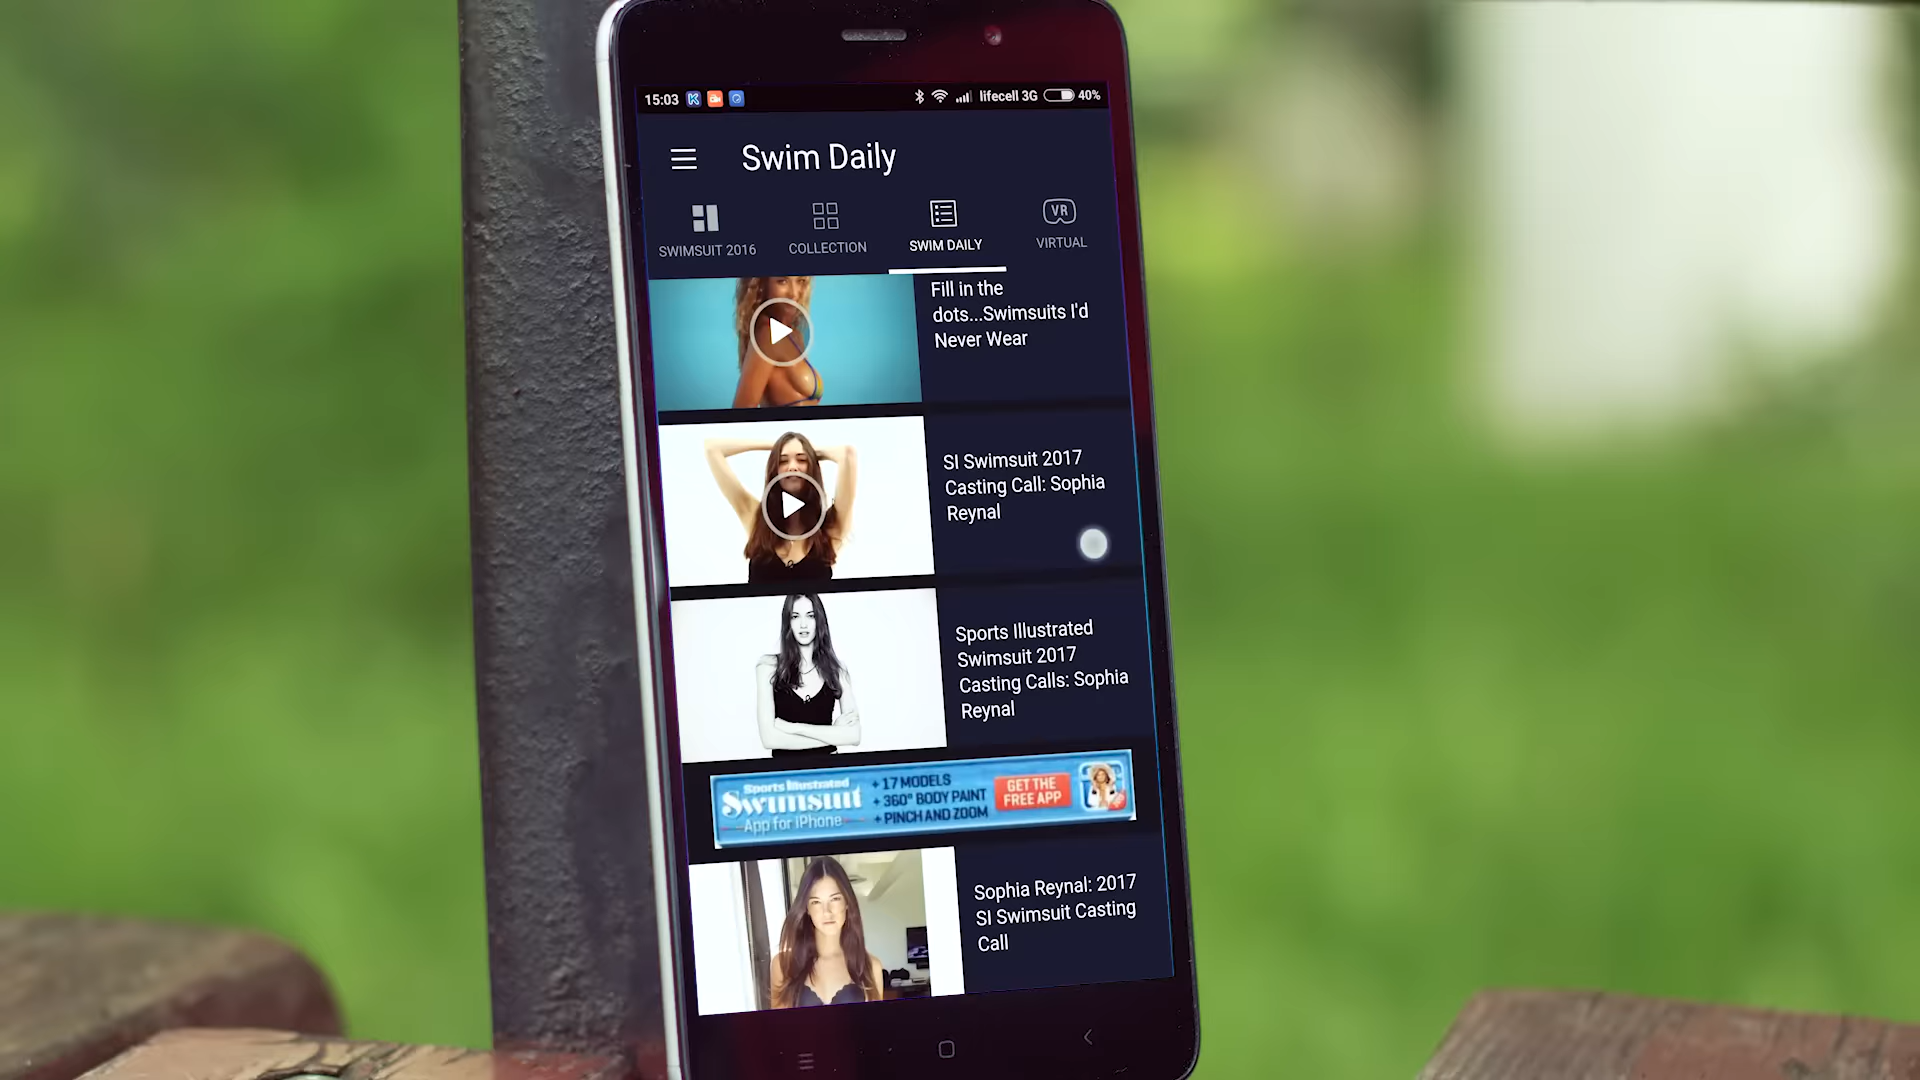 15:03
lifecell 3G
40%
Swim Daily
SWIMSUIT 2016
COLLECTION
SWIM DAILY
VR
VIRTUAL
Fill in the
dots...Swimsuits I'd
Never Wear
SI Swimsuit 2017
Casting Call: Sophia
Reynal
Sports Illustrated
Swimsuit 2017
Casting Calls: Sophia
Reynal
Sports Illustrated
Swimsuit
App for iPhone
+ 17 MODELS
+ 360° BODY PAINT
+ PINCH AND ZOOM
GET THE
FREE APP
Sophia Reynal: 2017
SI Swimsuit Casting
Call